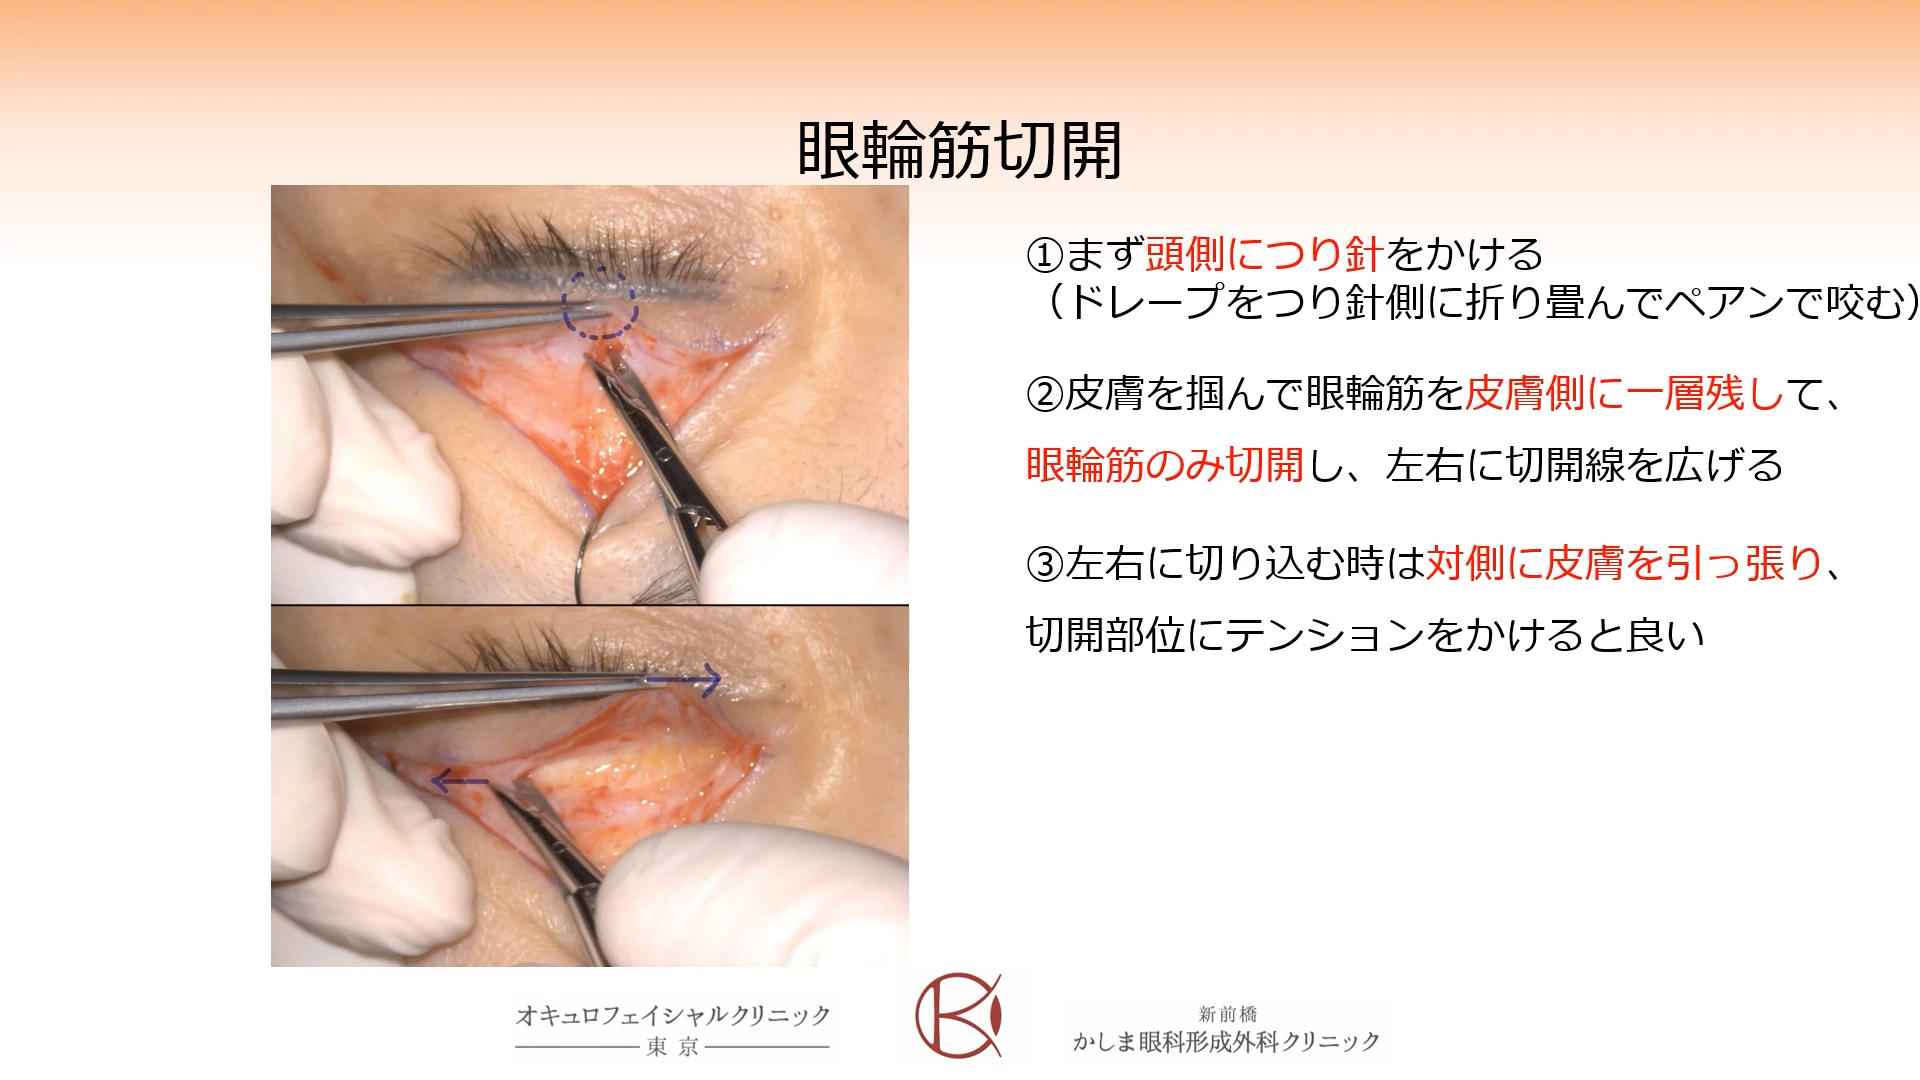 眼輪筋切開
①まず頭側につり針をかける
（ドレープをつり針側に折り畳んでペアンで咬む）
②皮膚を掴んで眼輪筋を皮膚側に一層残して、
眼輪筋のみ切開し、左右に切開線を広げる
③左右に切り込む時は対側に皮膚を引っ張り、
切開部位にテンションをかけると良い
オキュロフェイシャルクリニック
東京
新前橋
かしま眼科形成外科クリニック